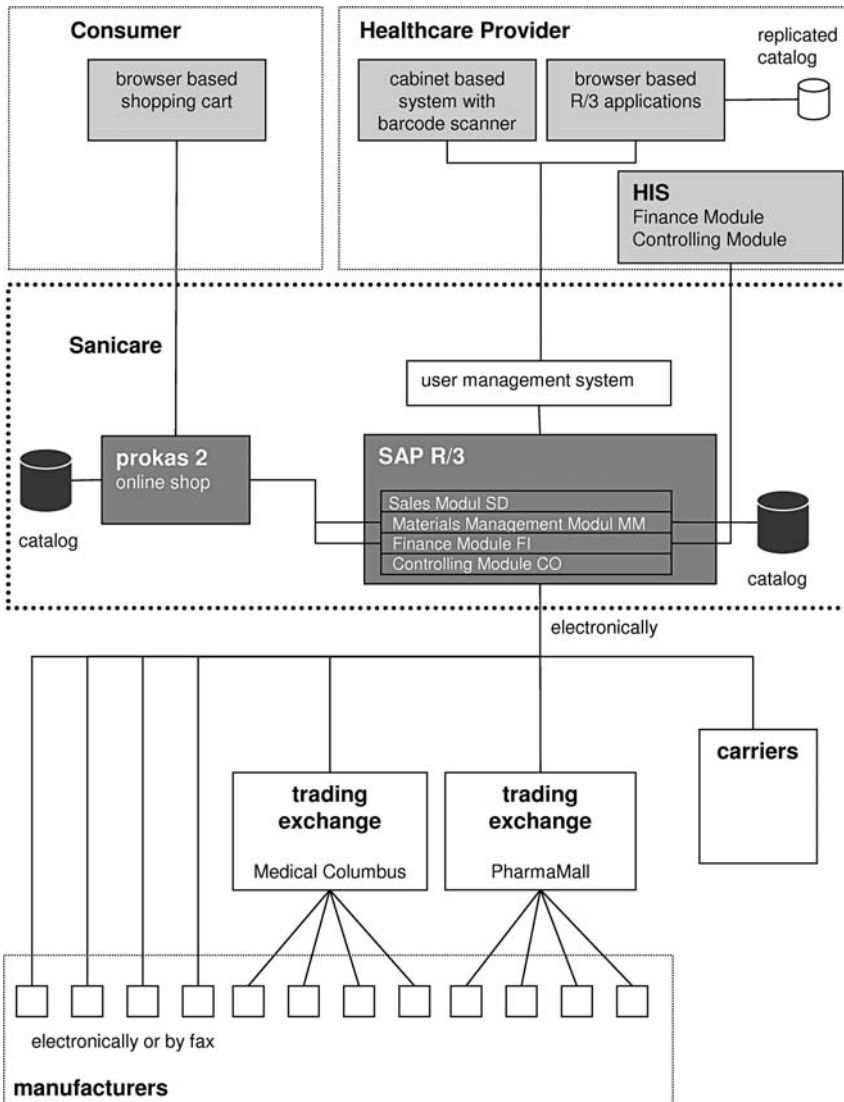 Consumer
browser based
shopping cart
Healthcare Provider
cabinet based
system with
barcode scanner
browser based
R/3 applications
replicated
catalog
HIS
Finance Module
Controlling Module
Sanicare
user management system
prokas 2
online shop
catalog
SAP R/3
Sales Modul SD
Materials Management Modul MM
Finance Module FI
Controlling Module CO
catalog
electronically
trading
exchange
Medical Columbus
trading
exchange
PharmaMall
carriers
electronically or by fax
manufacturers